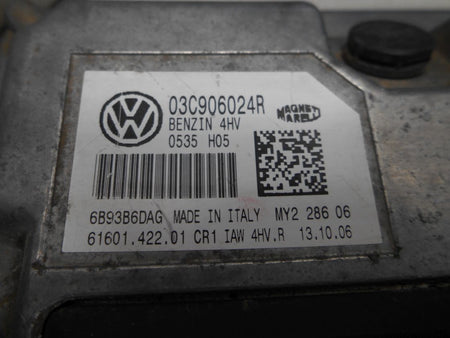 03C906024R
MAGNETI
MARELLI
BENZIN 4HV
0535 H05
6B93B6DAG MADE IN ITALY MY2 286 06
61601.422.01 CR1 IAW 4HV.R 13.10.06